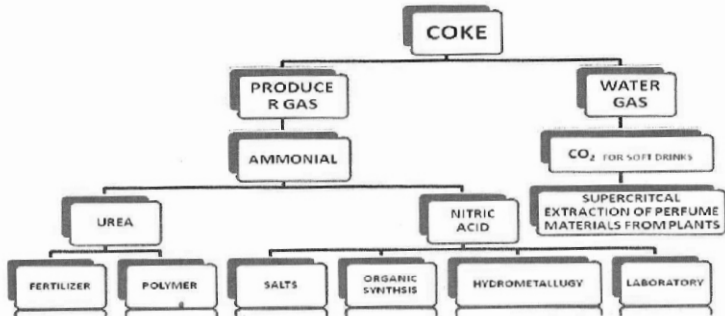 COKE
PRODUCE
R GAS
WATER
GAS
AMMONIAL
CO₂ FOR SOFT DRINKS
UREA
NITRIC
ACID
SUPERCRITCAL
EXTRACTION OF PERFUME
MATERIALS FROM PLANTS
FERTILIZER
POLYMER
SALTS
ORGANIC
SYNTHSIS
HYDROMETALLUGY
LABORATORY